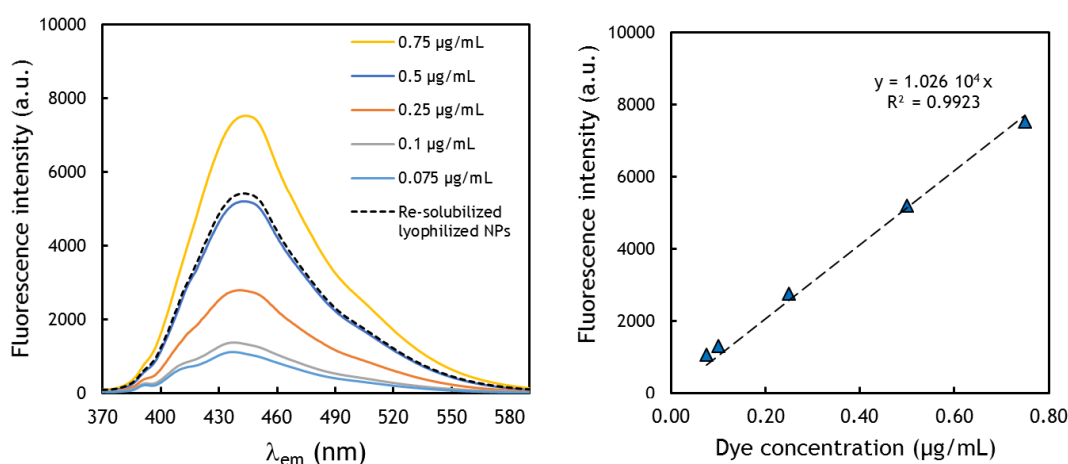 10000
8000
6000
4000
2000
0
Fluorescence intensity (a.u.)
0.75 µg/mL
0.5 µg/mL
0.25 µg/mL
0.1 µg/mL
0.075 µg/mL
Re-solubilized
lyophilized NPs
370 400 430 460 490 520 550 580
λem (nm)
10000
8000
6000
4000
2000
0
Fluorescence intensity (a.u.)
y = 1.026 10⁴ x
R² = 0.9923
0.00 0.20 0.40 0.60 0.80
Dye concentration (µg/mL)